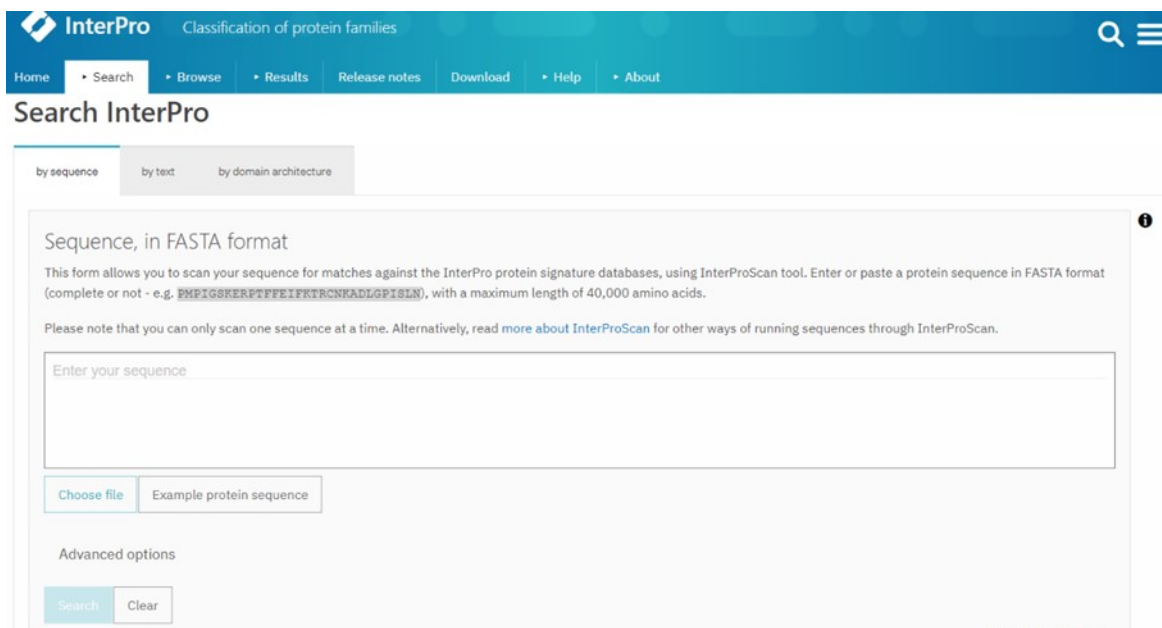 InterPro Classification of protein families
Home Search Browse Results Release notes Download Help About
Search InterPro
by sequence by text by domain architecture
Sequence, in FASTA format
This form allows you to scan your sequence for matches against the InterPro protein signature databases, using InterProScan tool. Enter or paste a protein sequence in FASTA format
(complete or not - e.g. PMPIGSKERPTFFEIFKTRCNKADLGPISLN), with a maximum length of 40,000 amino acids.
Please note that you can only scan one sequence at a time. Alternatively, read more about InterProScan for other ways of running sequences through InterProScan.
Enter your sequence
Choose file Example protein sequence
Advanced options
Search Clear